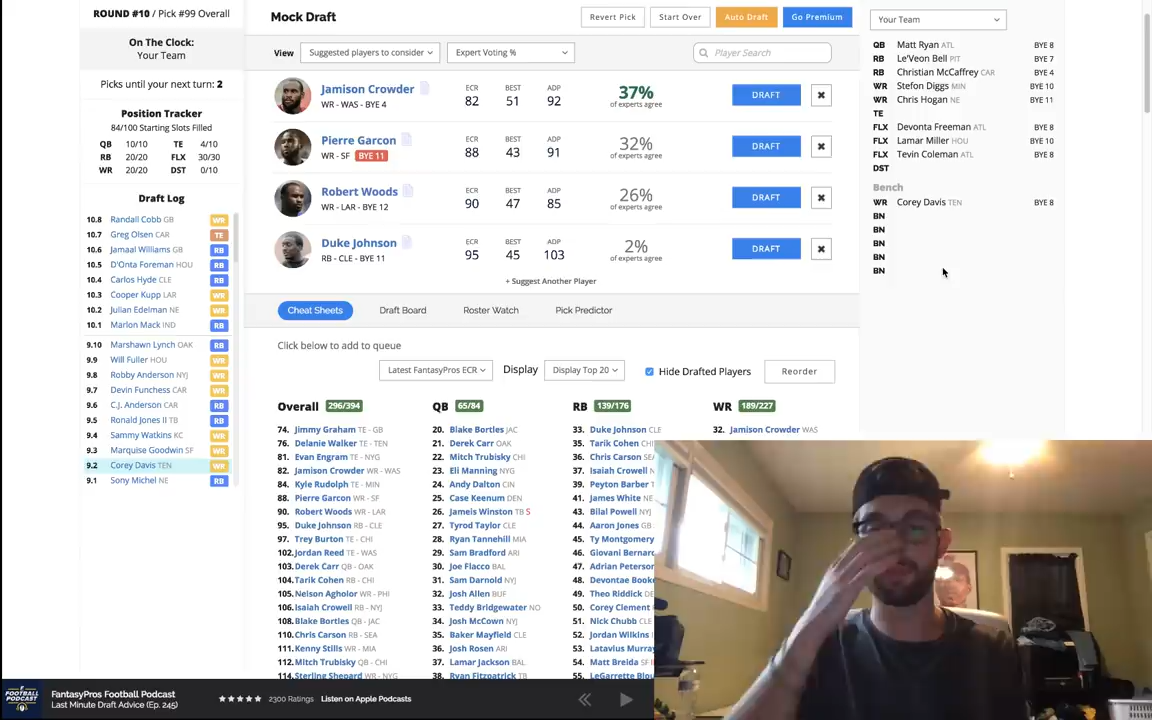 ROUND #10 / Pick #99 Overall
On The Clock:
Your Team
Picks until your next turn: 2
Position Tracker
84/100 Starting Slots Filled
QB 10/10 TE 4/10
RB 20/20 FLX 30/30
WR 20/20 DST 0/10
Draft Log
10.8 Randall Cobb GB WR
10.7 Greg Olsen CAR TE
10.6 Jamaal Williams GB RB
10.5 D'Onta Foreman HOU RB
10.4 Carlos Hyde CLE RB
10.3 Cooper Kupp LAR WR
10.2 Julian Edelman NE WR
10.1 Marlon Mack IND RB
9.10 Marshawn Lynch OAK RB
9.9 Will Fuller HOU WR
9.8 Robby Anderson NYJ WR
9.7 Devin Funchess CAR WR
9.6 C.J. Anderson CAR RB
9.5 Ronald Jones II TB RB
9.4 Sammy Watkins KC WR
9.3 Marquise Goodwin SF WR
9.2 Corey Davis TEN WR
9.1 Sony Michel NE RB
Mock Draft
Revert Pick Start Over Auto Draft Go Premium
View Suggested players to consider Expert Voting % Player Search
Jamison Crowder
WR - WAS - BYE 4
ECR BEST ADP
82 51 92
37%
of experts agree
DRAFT
Pierre Garcon
WR - SF BYE 11
ECR BEST ADP
88 43 91
32%
of experts agree
DRAFT
Robert Woods
WR - LAR - BYE 12
ECR BEST ADP
90 47 85
26%
of experts agree
DRAFT
Duke Johnson
RB - CLE - BYE 11
ECR BEST ADP
95 45 103
2%
of experts agree
DRAFT
+ Suggest Another Player
Cheat Sheets Draft Board Roster Watch Pick Predictor
Click below to add to queue
Latest FantasyPros ECR Display Display Top 20 Hide Drafted Players Reorder
Overall 296/394
74. Jimmy Graham TE - GB
76. Delanie Walker TE - TEN
81. Evan Engram TE - NYG
82. Jamison Crowder WR - WAS
84. Kyle Rudolph TE - MIN
88. Pierre Garcon WR - SF
90. Robert Woods WR - LAR
95. Duke Johnson RB - CLE
97. Trey Burton TE - CHI
102. Jordan Reed TE - WAS
103. Derek Carr QB - OAK
104. Tarik Cohen RB - CHI
105. Nelson Agholor WR - PHI
106. Isaiah Crowell RB - NYJ
108. Blake Bortles QB - JAC
110. Chris Carson RB - SEA
111. Kenny Stills WR - MIA
112. Mitch Trubisky QB - CHI
114. Sterling Shepard WR - NYG
QB 65/84
20. Blake Bortles JAC
21. Derek Carr OAK
22. Mitch Trubisky CHI
23. Eli Manning NYG
24. Andy Dalton CIN
25. Case Keenum DEN
26. Jameis Winston TB S
27. Tyrod Taylor CLE
28. Ryan Tannehill MIA
29. Sam Bradford ARI
30. Joe Flacco BAL
31. Sam Darnold NYJ
32. Josh Allen BUF
33. Teddy Bridgewater NO
34. Josh McCown NYJ
35. Baker Mayfield CLE
36. Josh Rosen ARI
37. Lamar Jackson BAL
38. Ryan Fitzpatrick TB
RB 139/176
33. Duke Johnson CLE
35. Tarik Cohen CHI
36. Chris Carson SEA
37. Isaiah Crowell N
39. Peyton Barber T
41. James White NE
43. Bilal Powell NYJ
44. Aaron Jones GB
45. Ty Montgomery
46. Giovani Bernard
47. Adrian Peterson
48. Devontae Booke
49. Theo Riddick DE
50. Corey Clement
51. Nick Chubb CLE
52. Jordan Wilkins I
53. Latavius Murray
54. Matt Breida SF
55. LeGarrette Blou
WR 189/227
32. Jamison Crowder WAS
Your Team
QB Matt Ryan ATL BYE 8
RB Le'Veon Bell PIT BYE 7
RB Christian McCaffrey CAR BYE 4
WR Stefon Diggs MIN BYE 10
WR Chris Hogan NE BYE 11
TE
FLX Devonta Freeman ATL BYE 8
FLX Lamar Miller HOU BYE 10
FLX Tevin Coleman ATL BYE 8
DST
Bench
WR Corey Davis TEN BYE 8
BN
BN
BN
BN
BN
FOOTBALL
PODCAST
FantasyPros Football Podcast
Last Minute Draft Advice (Ep. 245)
2300 Ratings Listen on Apple Podcasts